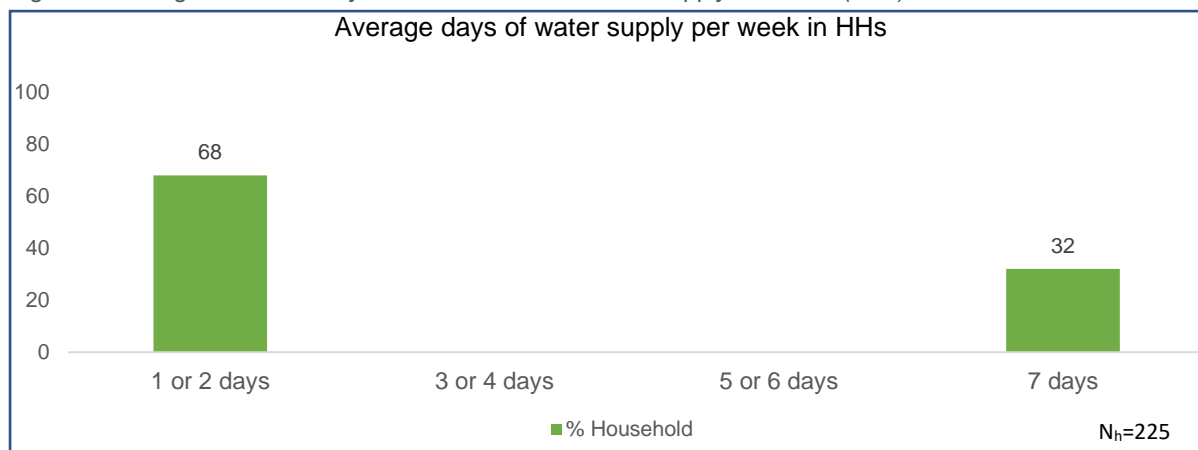 Average days of water supply per week in HHs
100
80
60
40
20
0
68
32
1 or 2 days
3 or 4 days
5 or 6 days
7 days
% Household
Nh=225